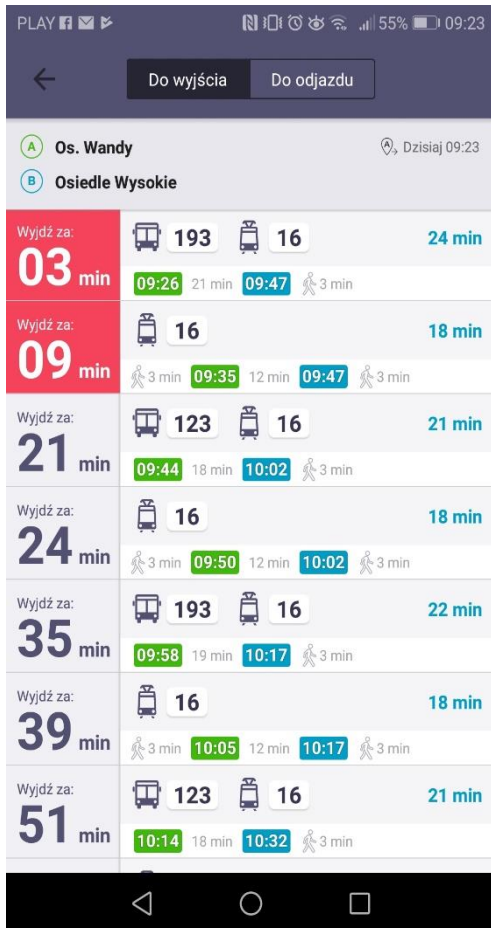 PLAY 55% 09:23
Do wyjścia Do odjazdu
A Os. Wandy Dzisiaj 09:23
B Osiedle Wysokie
Wyjdź za: 193 16 24 min
03 min 09:26 21 min 09:47 3 min
Wyjdź za: 16 18 min
09 min 3 min 09:35 12 min 09:47 3 min
Wyjdź za: 123 16 21 min
21 min 09:44 18 min 10:02 3 min
Wyjdź za: 16 18 min
24 min 3 min 09:50 12 min 10:02 3 min
Wyjdź za: 193 16 22 min
35 min 09:58 19 min 10:17 3 min
Wyjdź za: 16 18 min
39 min 3 min 10:05 12 min 10:17 3 min
Wyjdź za: 123 16 21 min
51 min 10:14 18 min 10:32 3 min